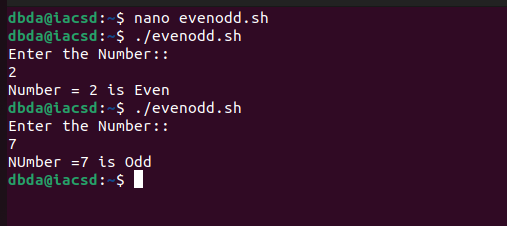 dbda@iacsd:~$ nano evenodd.sh
dbda@iacsd:~$ ./evenodd.sh
Enter the Number::
2
Number = 2 is Even
dbda@iacsd:~$ ./evenodd.sh
Enter the Number::
7
NUmber =7 is Odd
dbda@iacsd:~$